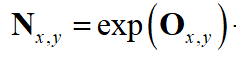 N_{x,y} = exp(O_{x,y}) ·